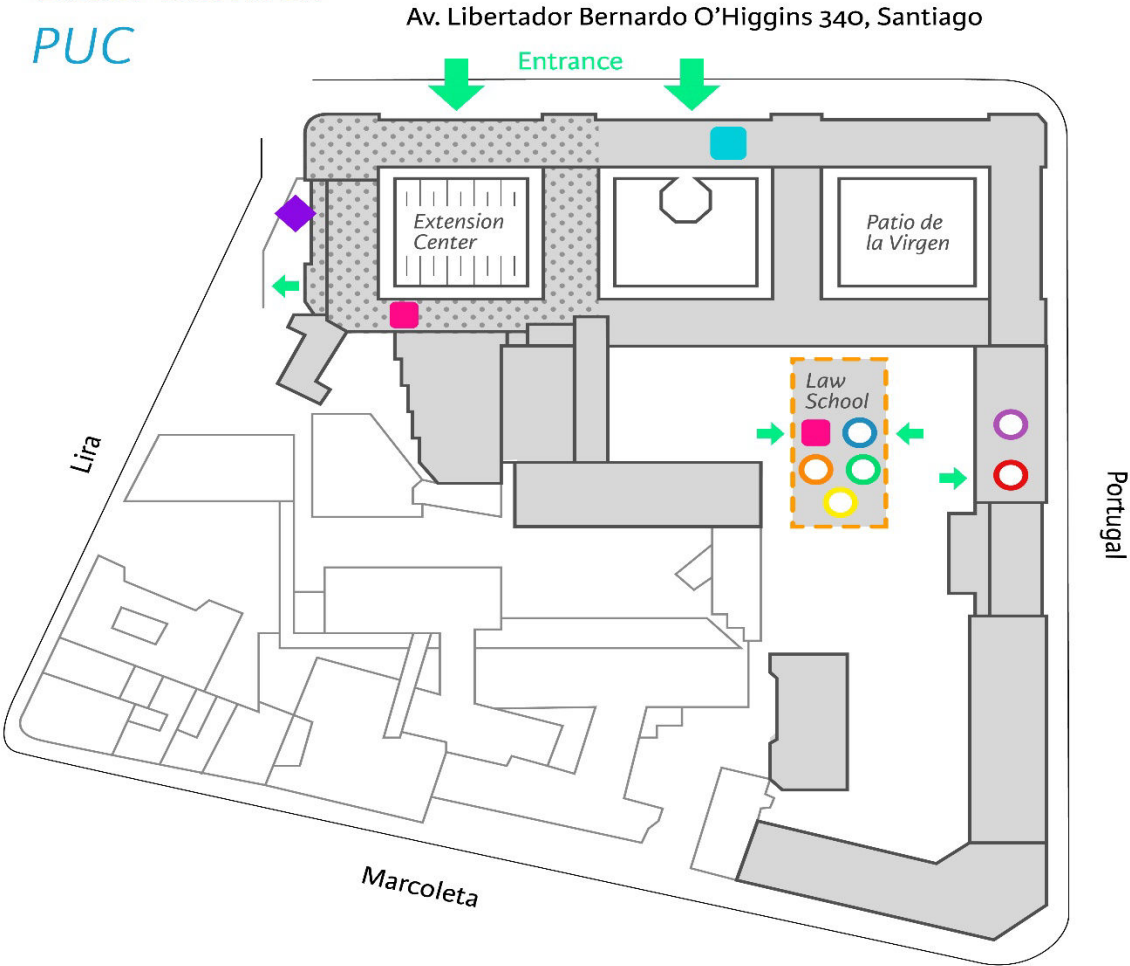 Av. Libertador Bernardo O'Higgins 340, Santiago
PUC
Entrance
Extension
Center
Patio de
la Virgen
Law
School
Lira
Portugal
Marcoleta